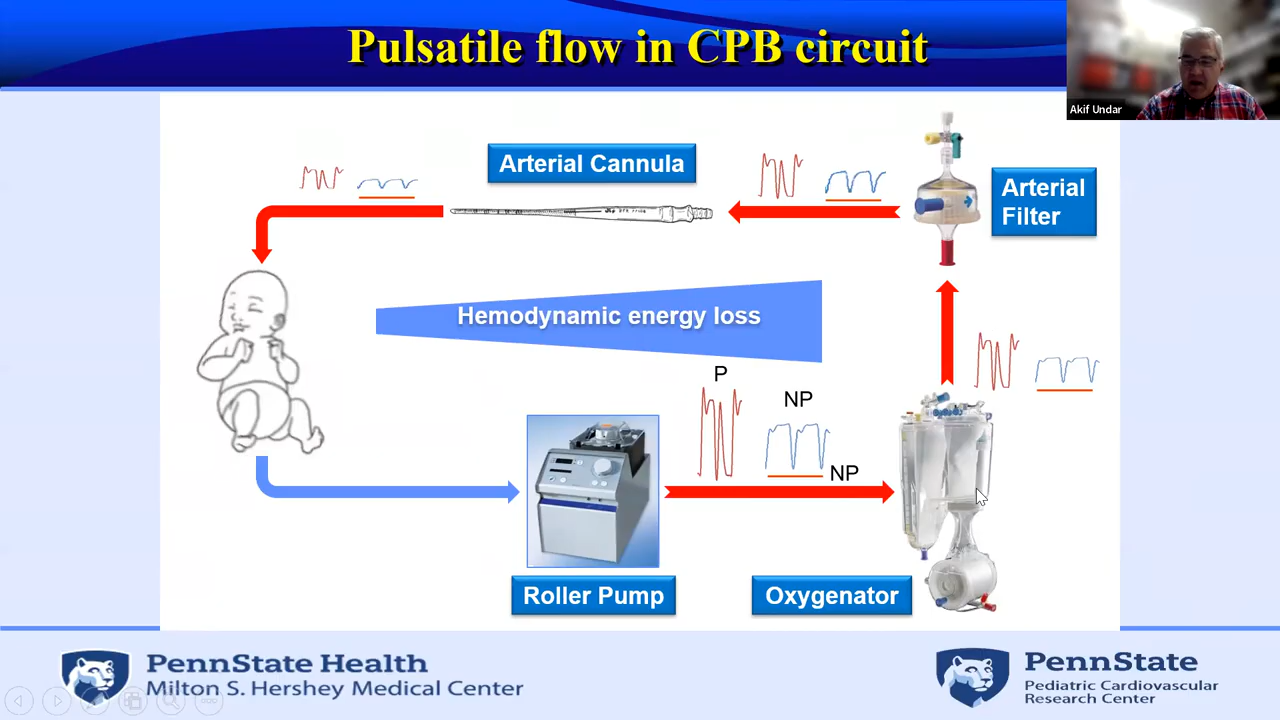 Pulsatile flow in CPB circuit
Akif Undar
Arterial Cannula
Arterial
Filter
Hemodynamic energy loss
P
NP
NP
Roller Pump
Oxygenator
PennState Health
Milton S. Hershey Medical Center
PennState
Pediatric Cardiovascular
Research Center